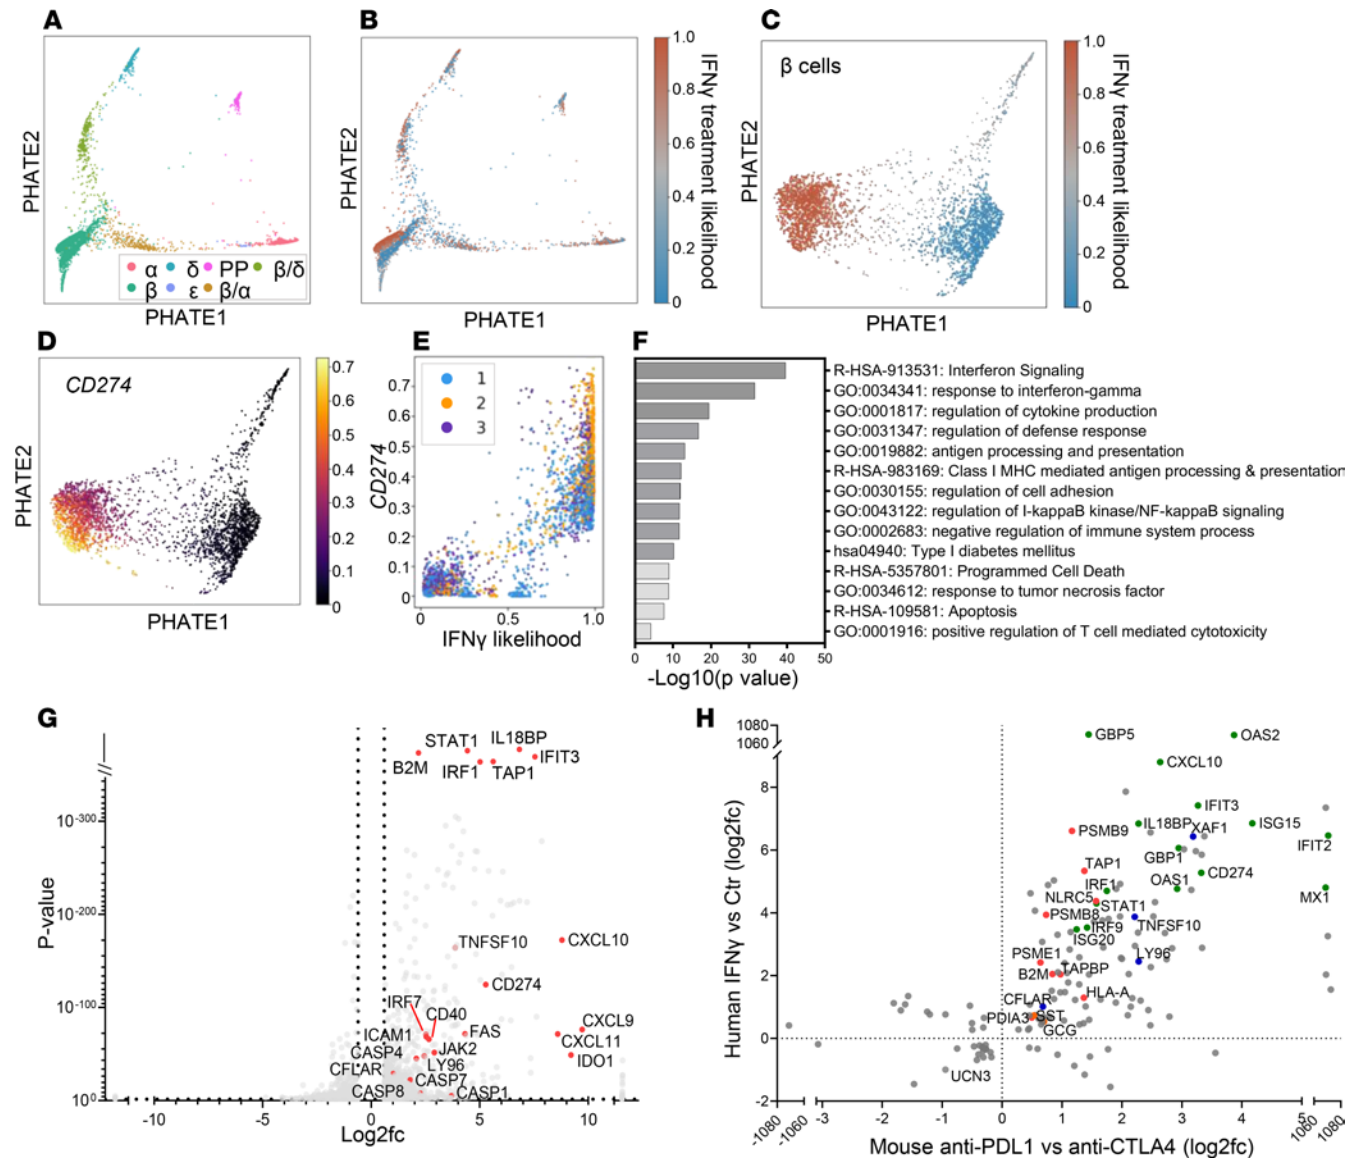 A
PHATE2
PHATE1
α δ PP β/δ
β ε β/α
B
PHATE2
PHATE1
1.0
0.8
0.6
0.4
0.2
0
IFNγ treatment likelihood
C
β cells
PHATE2
PHATE1
1.0
0.8
0.6
0.4
0.2
0
IFNγ treatment likelihood
D
CD274
PHATE2
PHATE1
0.7
0.6
0.5
0.4
0.3
0.2
0.1
0
E
1
2
3
CD274
0.7
0.6
0.5
0.4
0.3
0.2
0.1
0
0 0.5 1.0
IFNγ likelihood
F
R-HSA-913531: Interferon Signaling
GO:0034341: response to interferon-gamma
GO:0001817: regulation of cytokine production
GO:0031347: regulation of defense response
GO:0019882: antigen processing and presentation
R-HSA-983169: Class I MHC mediated antigen processing & presentation
GO:0030155: regulation of cell adhesion
GO:0043122: regulation of I-kappaB kinase/NF-kappaB signaling
GO:0002683: negative regulation of immune system process
hsa04940: Type I diabetes mellitus
R-HSA-5357801: Programmed Cell Death
GO:0034612: response to tumor necrosis factor
R-HSA-109581: Apoptosis
GO:0001916: positive regulation of T cell mediated cytotoxicity
0 10 20 30 40 50
-Log10(p value)
G
P-value
10-300
10-200
10-100
100
STAT1
IL18BP
B2M
IRF1
TAP1
IFIT3
TNFSF10
CXCL10
CD274
IRF7
CD40
ICAM1
FAS
CXCL9
CXCL11
CASP4
JAK2
IDO1
CFLAR
LY96
CASP7
CASP8
CASP1
-10 -5 0 5 10
Log2fc
H
Human IFNγ vs Ctr (log2fc)
1080
1060
8
6
4
2
0
-2
GBP5
OAS2
CXCL10
IFIT3
PSMB9
IL18BP
XAF1
ISG15
IFIT2
TAP1
GBP1
CD274
IRF1
OAS1
MX1
NLRC5
STAT1
PSMB8
IRF9
TNFSF10
ISG20
PSME1
LY96
B2M
TAPBP
HLA-A
CFLAR
PDIA3
SST
GCG
UCN3
-1080 -1060 -3 -2 -1 0 1 2 3 4 5 1060 1080
Mouse anti-PDL1 vs anti-CTLA4 (log2fc)